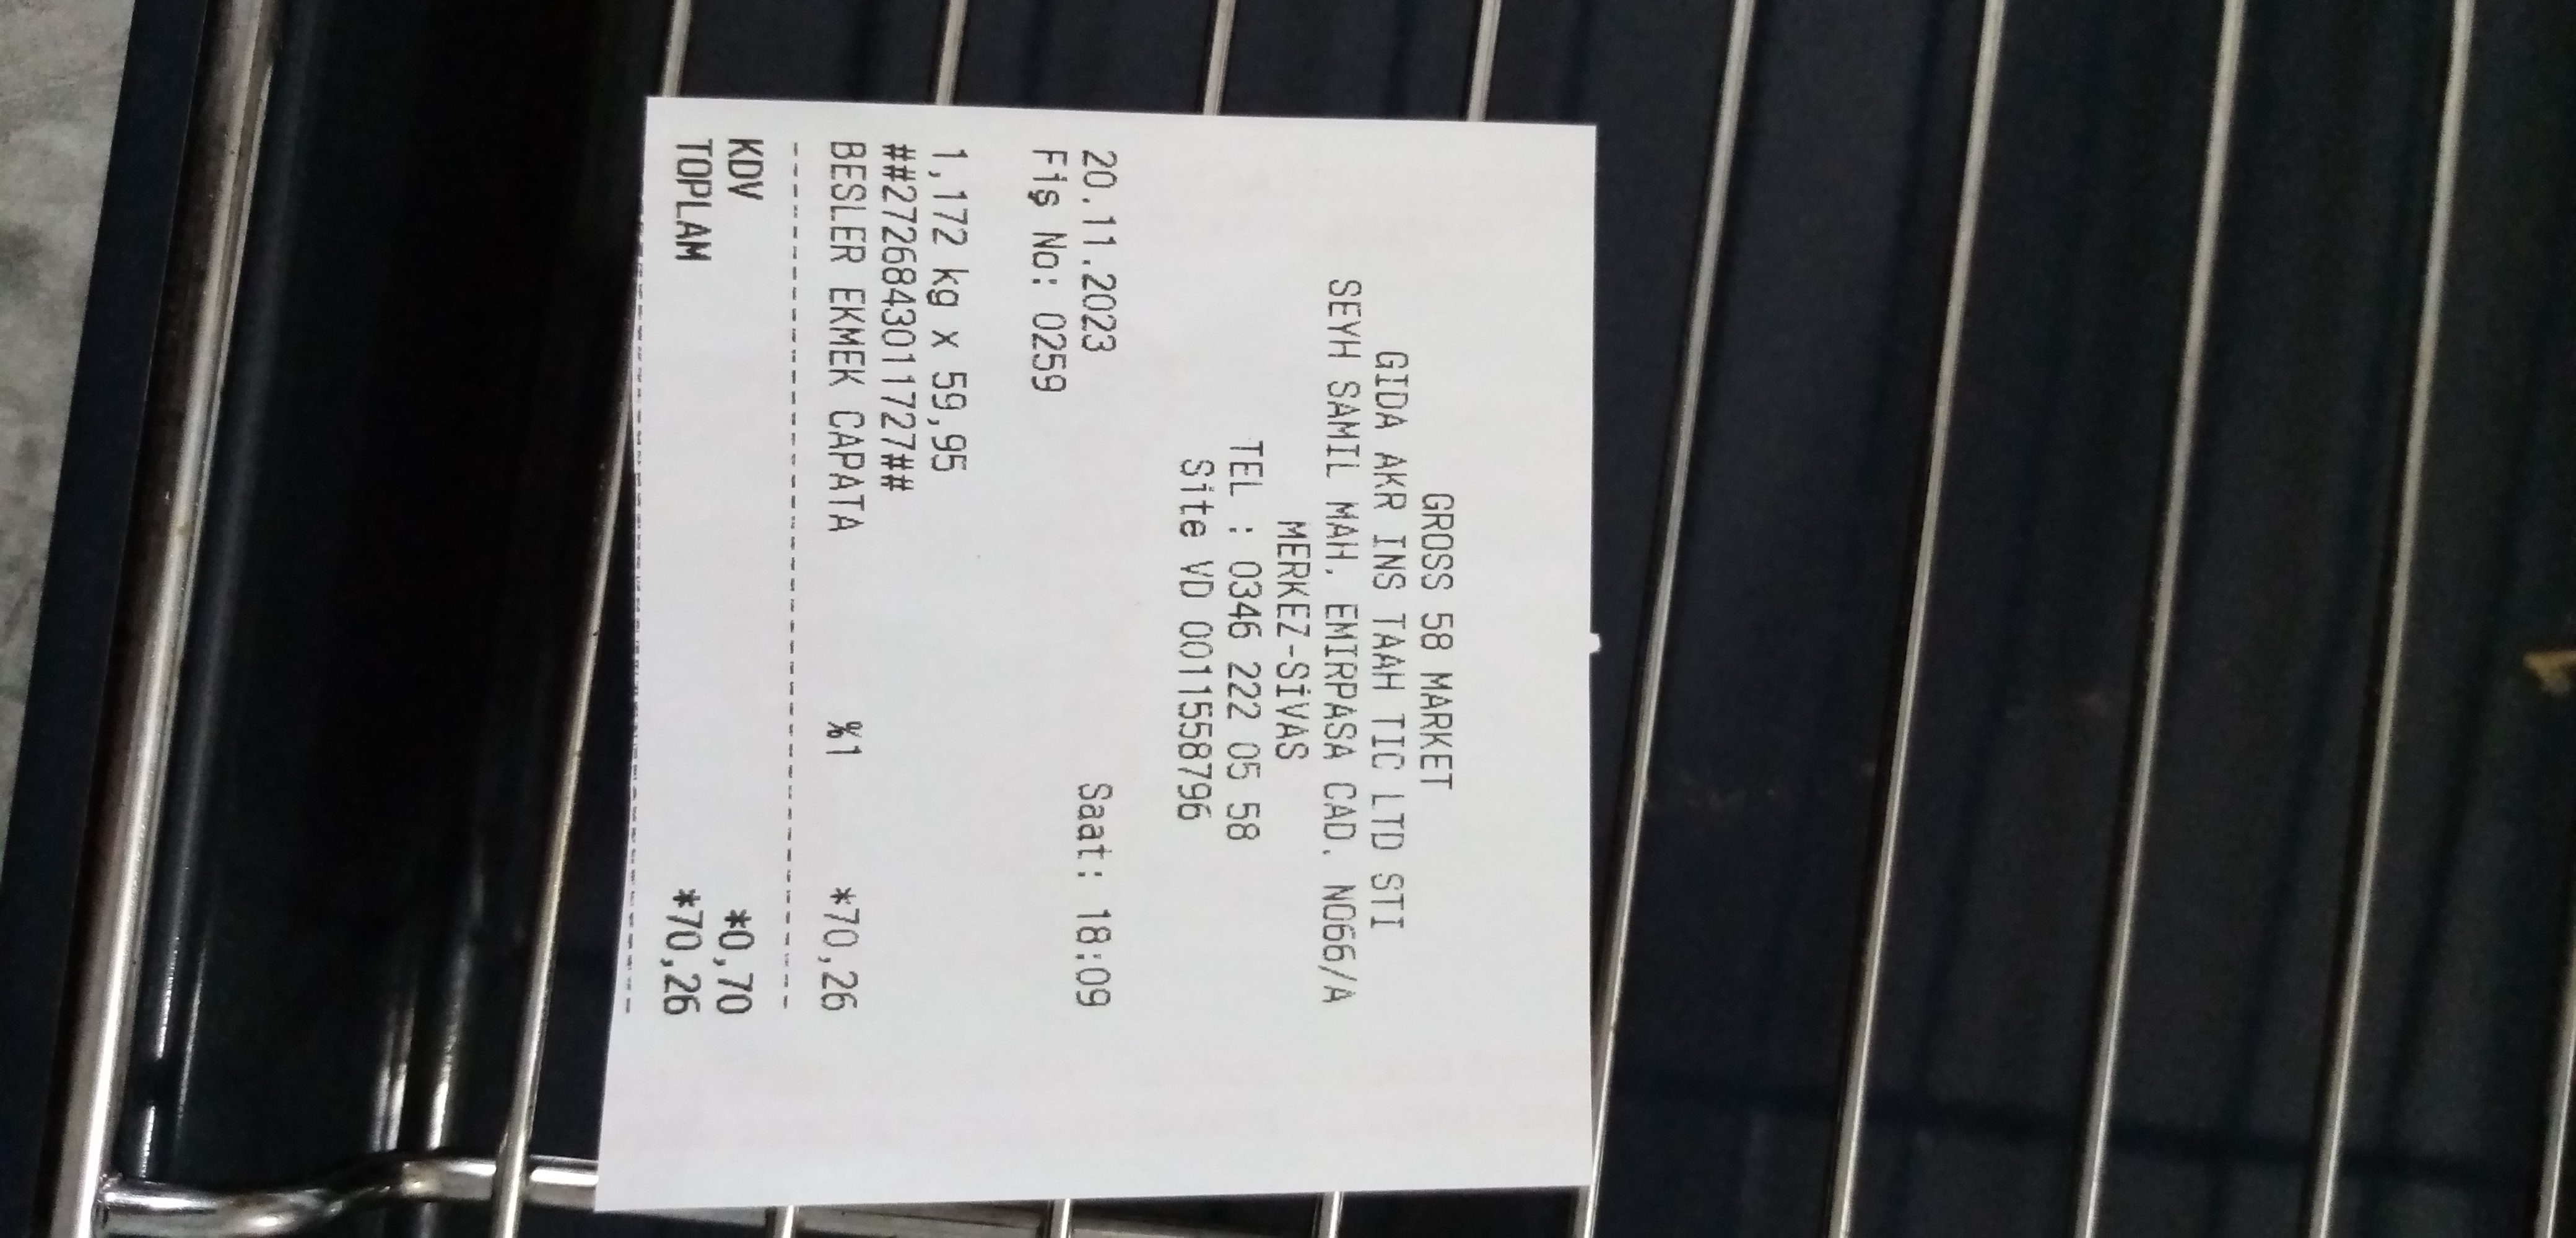 GROSS 58 MARKET
GIDA AKR INS TAAH TIC LTD STI
SEYH SAMIL MAH. EMIRPASA CAD. NO66/A
MERKEZ-SİVAS
TEL : 0346 222 05 58
Site VD 0011558796
20.11.2023 Saat: 18:09
Fiş No: 0259
1,172 kg x 59,95
##2726843011727##
BESLER EKMEK CAPATA %1 *70,26
KDV *0,70
TOPLAM *70,26